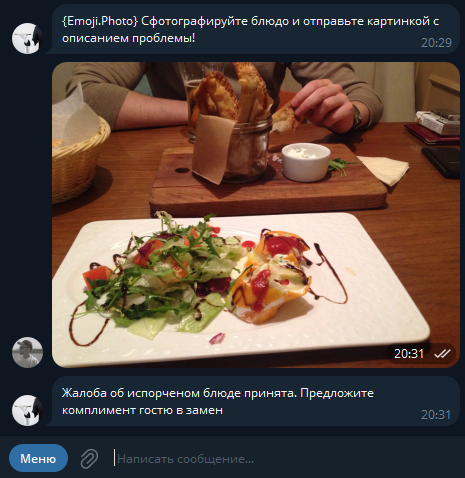 {Emoji.Photo} Сфотографируйте блюдо и отправьте картинкой с
описанием проблемы!
20:29
20:31
Жалоба об испорченом блюде принята. Предложите
комплимент гостю в замен
20:31
Меню
Написать сообщение...